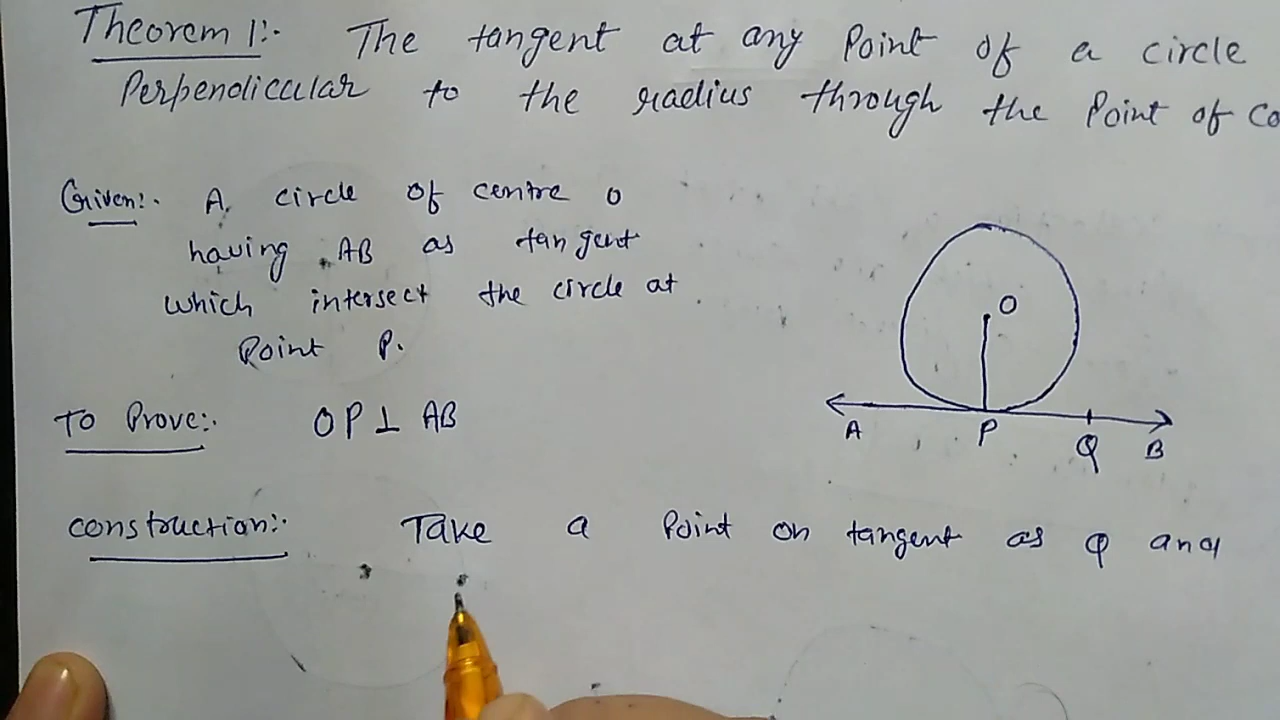 Theorem 1:- The tangent at any Point of a circle
Perpendicular to the radius through the Point of Co
Given:- A circle of centre O
having AB as tangent
which intersect the circle at
Point P.
To Prove:- OP⊥ AB
construction:- Take a Point on tangent as Q and
O
A P Q B